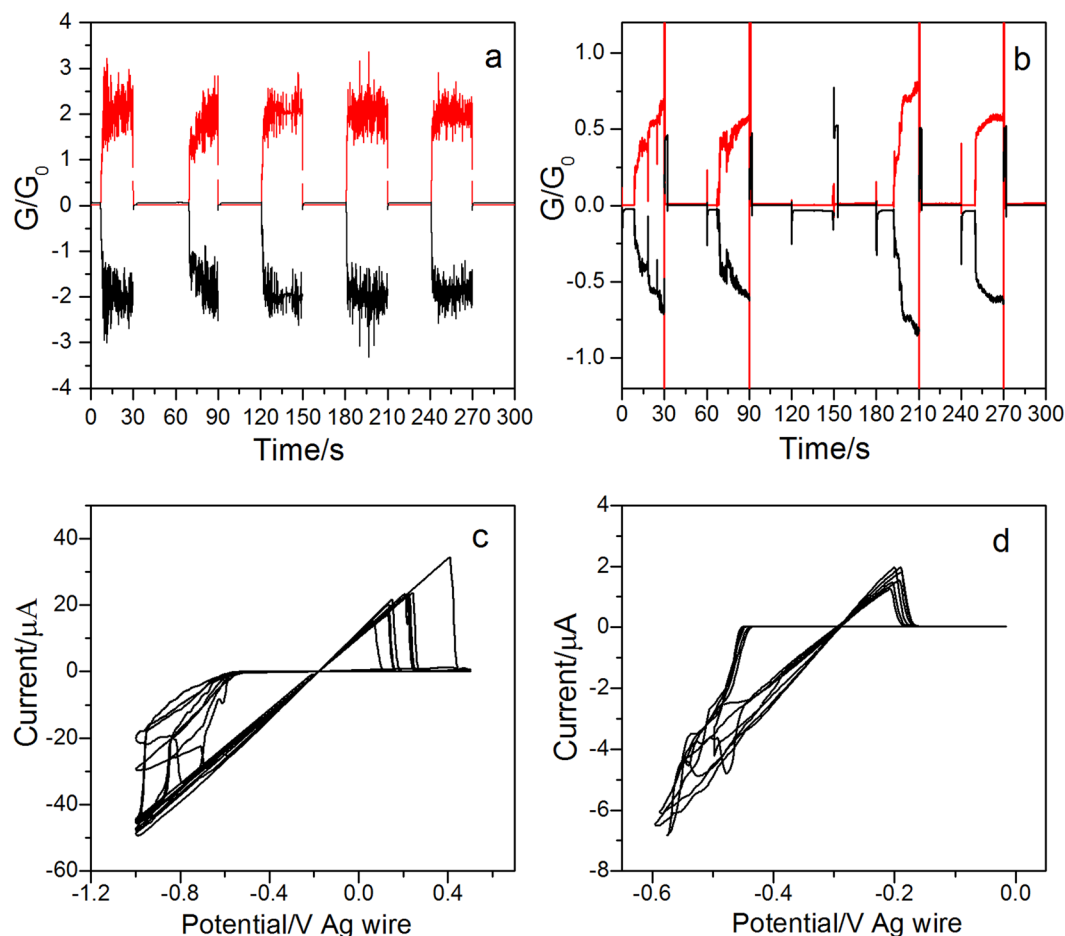 a
4
3
2
1
0
-1
-2
-3
-4
G/G0
0 30 60 90 120 150 180 210 240 270 300
Time/s
b
1.0
0.5
0.0
-0.5
-1.0
G/G0
0 30 60 90 120 150 180 210 240 270 300
Time/s
c
40
20
0
-20
-40
-60
Current/μA
-1.2 -0.8 -0.4 0.0 0.4
Potential/V Ag wire
d
4
2
0
-2
-4
-6
-8
Current/μA
-0.6 -0.4 -0.2 0.0
Potential/V Ag wire